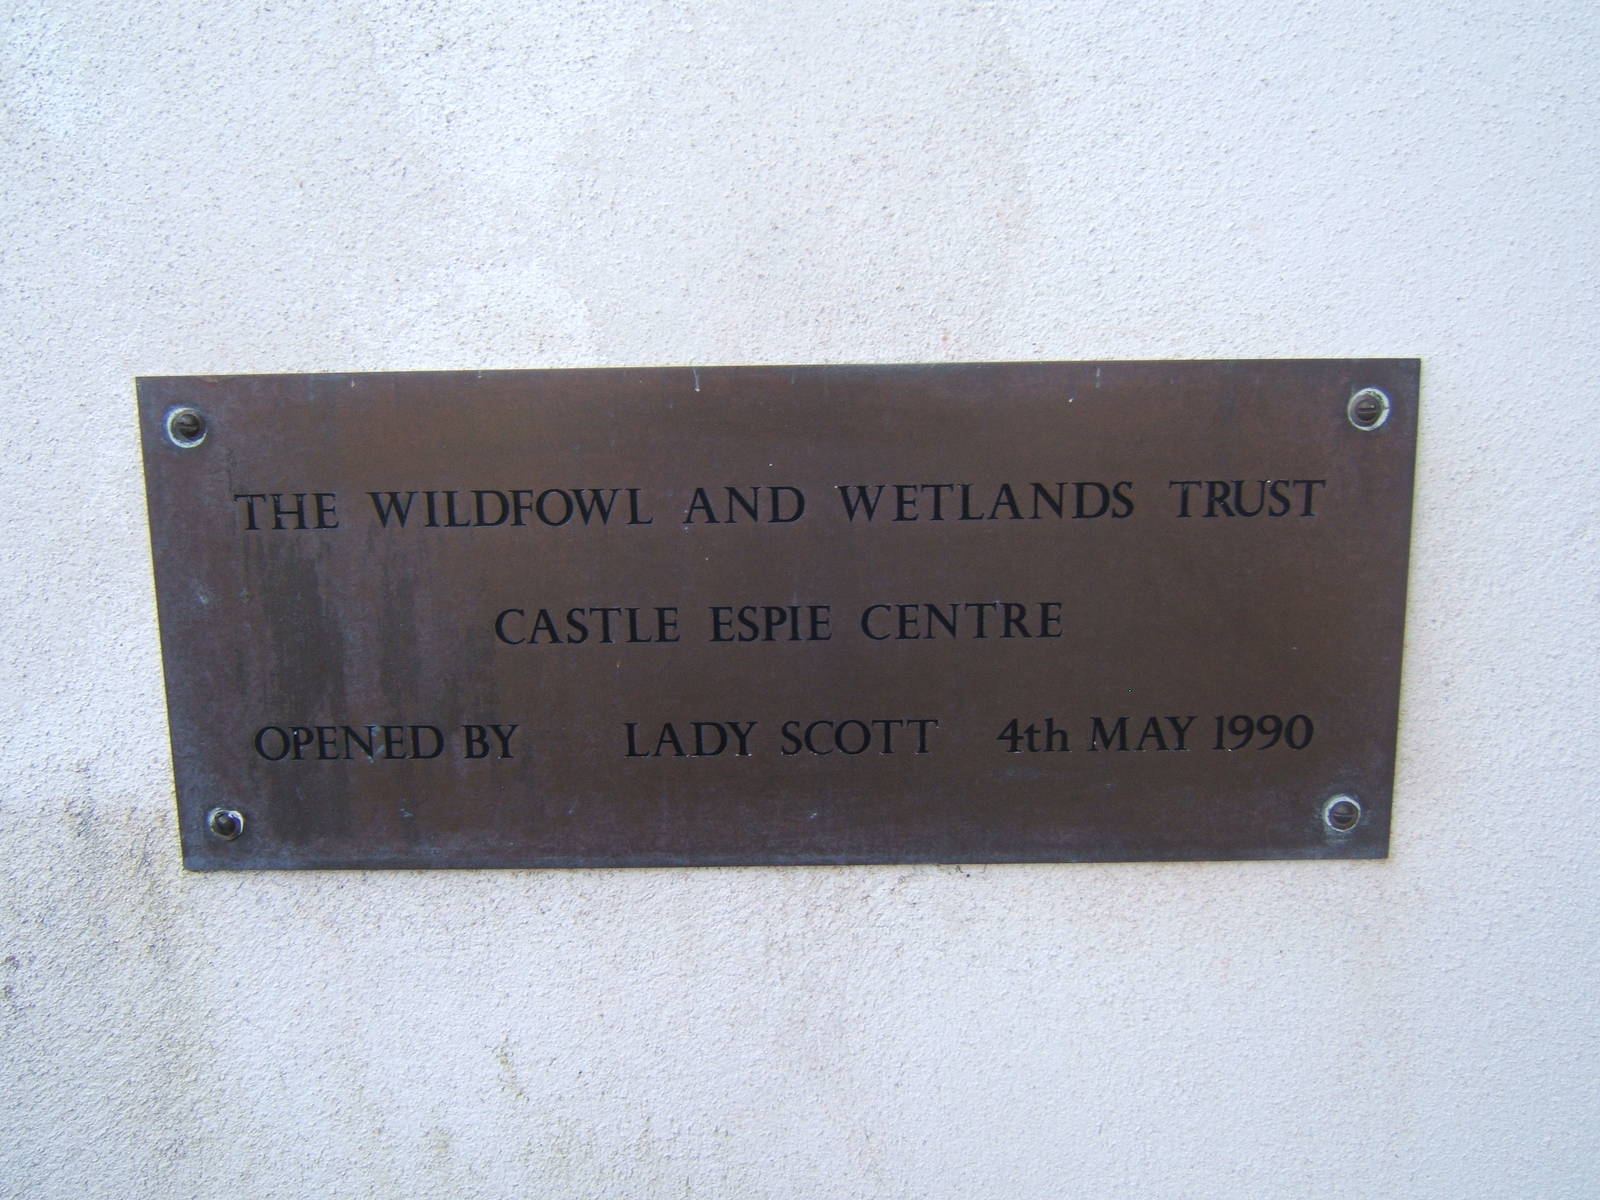 THE WILDFOWL AND WETLANDS TRUST
CASTLE ESPIE CENTRE
OPENED BY LADY SCOTT 4th MAY 1990